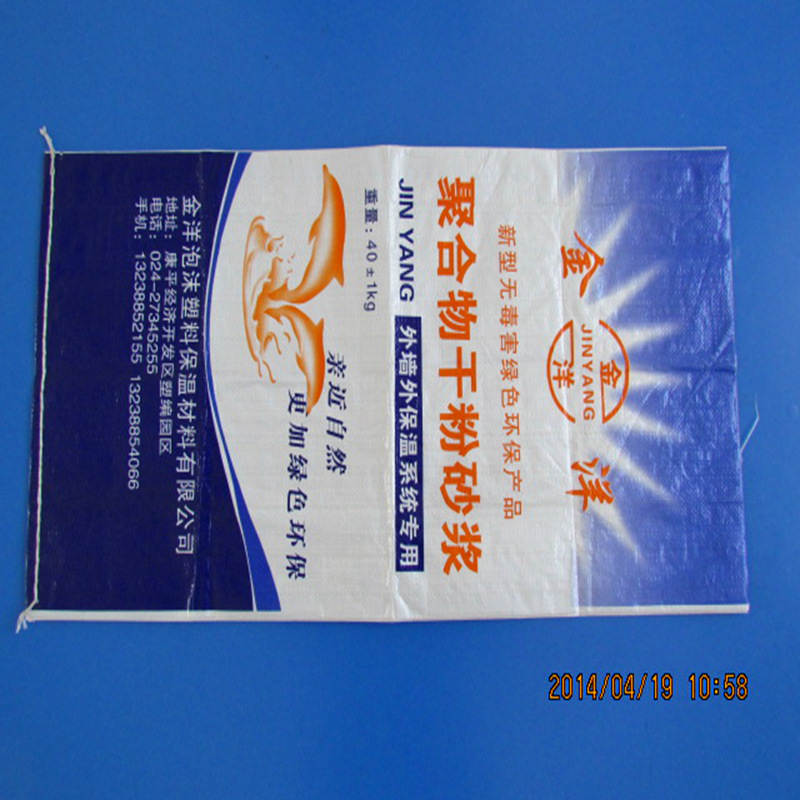 金洋
金洋
JINYANG
新型无毒害绿色环保产品
聚合物干粉砂浆
JIN YANG 外墙外保温系统专用
重量：40±1kg
亲近自然
更加绿色环保
金洋泡沫塑料保温材料有限公司
地址：康平经济开发区塑编园区
电话：024-27345255
手机：13238852155 13238854066
2014/04/19 10:58